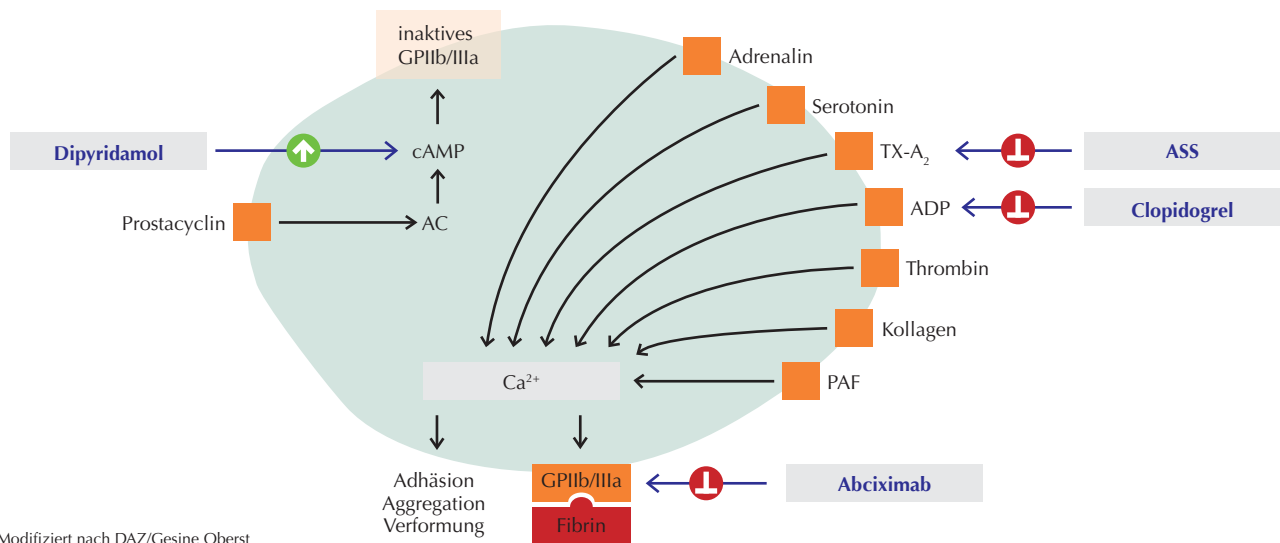 inaktives
GPIIb/IIIa
Adrenalin
Serotonin
Dipyridamol
cAMP
TX-A₂
ASS
Prostacyclin
AC
ADP
Clopidogrel
Thrombin
Kollagen
Ca²⁺
PAF
Adhäsion
Aggregation
Verformung
GPIIb/IIIa
Fibrin
Abciximab
Modifiziert nach DAZ/Gesine Oberst